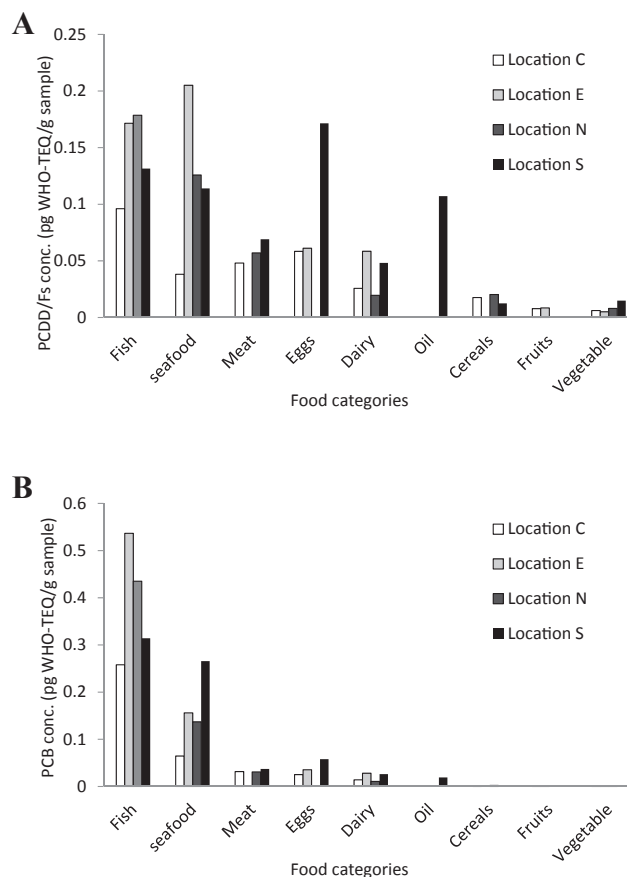 A
PCDD/Fs conc. (pg WHO-TEQ/g sample)
0.25
0.2
0.15
0.1
0.05
0
Location C
Location E
Location N
Location S
Fish
seafood
Meat
Eggs
Dairy
Oil
Cereals
Fruits
Vegetable
Food categories
B
PCB conc. (pg WHO-TEQ/g sample)
0.6
0.5
0.4
0.3
0.2
0.1
0
Location C
Location E
Location N
Location S
Fish
seafood
Meat
Eggs
Dairy
Oil
Cereals
Fruits
Vegetable
Food categories